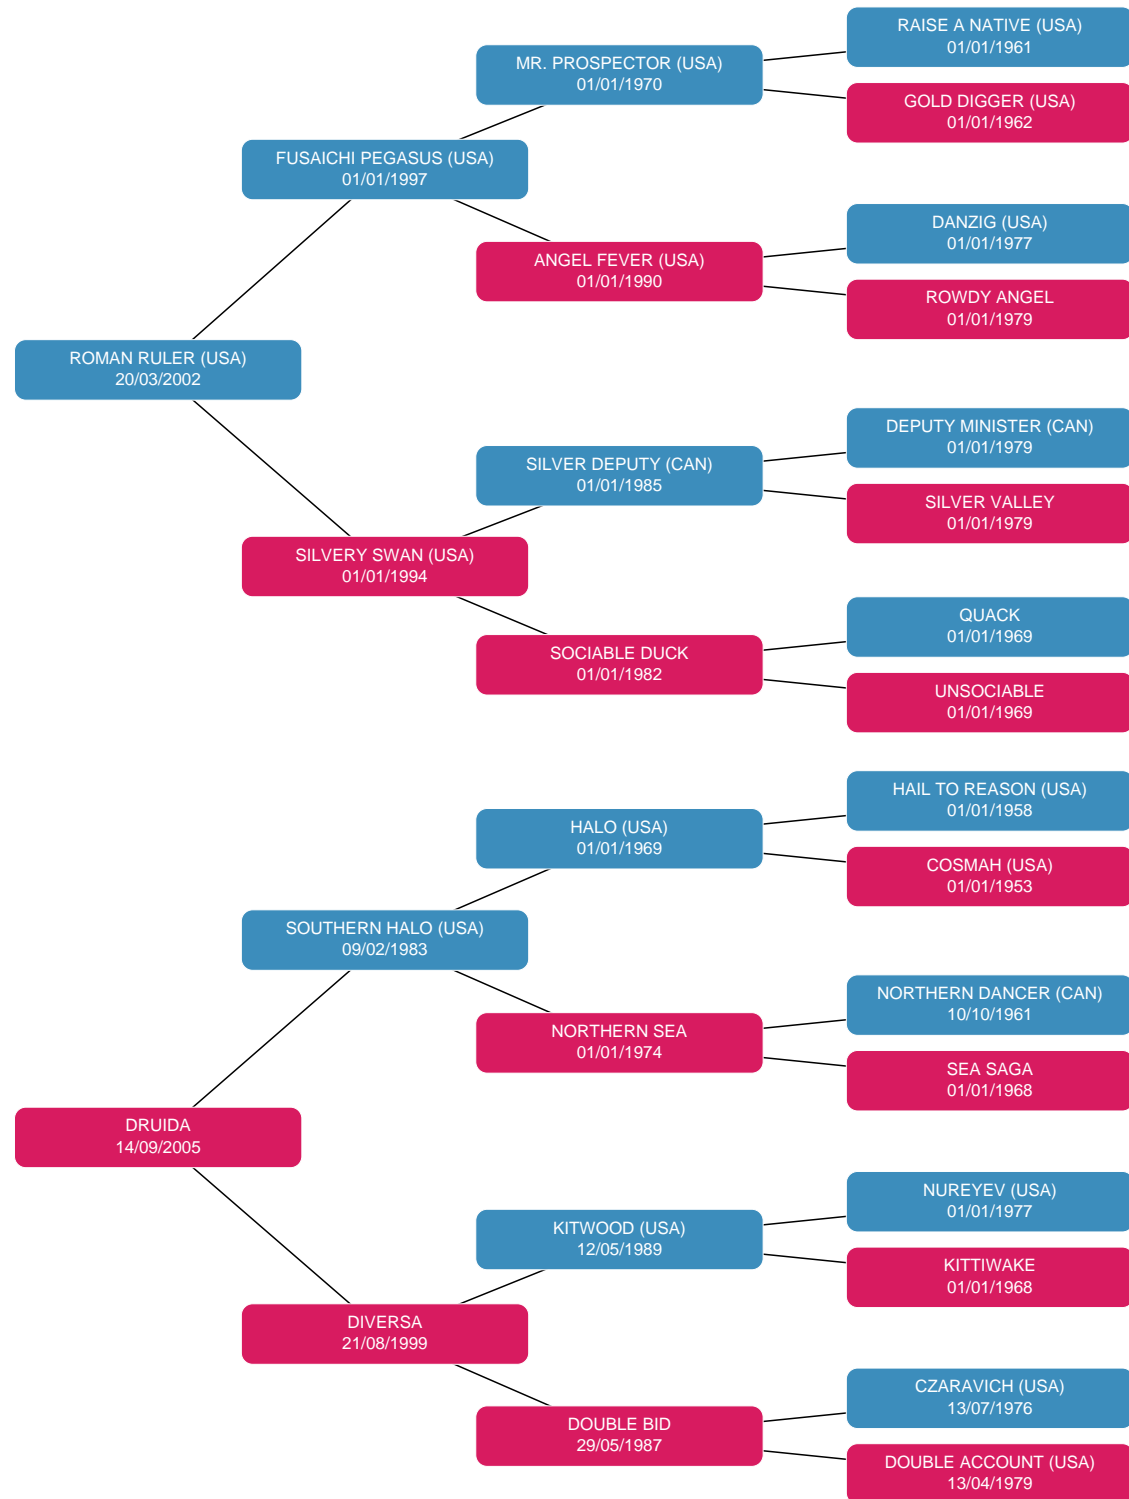 RAISE A NATIVE (USA)
01/01/1961
MR. PROSPECTOR (USA)
01/01/1970
GOLD DIGGER (USA)
01/01/1962
FUSAICHI PEGASUS (USA)
01/01/1997
DANZIG (USA)
01/01/1977
ANGEL FEVER (USA)
01/01/1990
ROWDY ANGEL
01/01/1979
ROMAN RULER (USA)
20/03/2002
DEPUTY MINISTER (CAN)
01/01/1979
SILVER DEPUTY (CAN)
01/01/1985
SILVER VALLEY
01/01/1979
SILVERY SWAN (USA)
01/01/1994
QUACK
01/01/1969
SOCIABLE DUCK
01/01/1982
UNSOCIABLE
01/01/1969
HAIL TO REASON (USA)
01/01/1958
HALO (USA)
01/01/1969
COSMAH (USA)
01/01/1953
SOUTHERN HALO (USA)
09/02/1983
NORTHERN DANCER (CAN)
10/10/1961
NORTHERN SEA
01/01/1974
SEA SAGA
01/01/1968
DRUIDA
14/09/2005
NUREYEV (USA)
01/01/1977
KITWOOD (USA)
12/05/1989
KITTIWAKE
01/01/1968
DIVERSA
21/08/1999
CZARAVICH (USA)
13/07/1976
DOUBLE BID
29/05/1987
DOUBLE ACCOUNT (USA)
13/04/1979